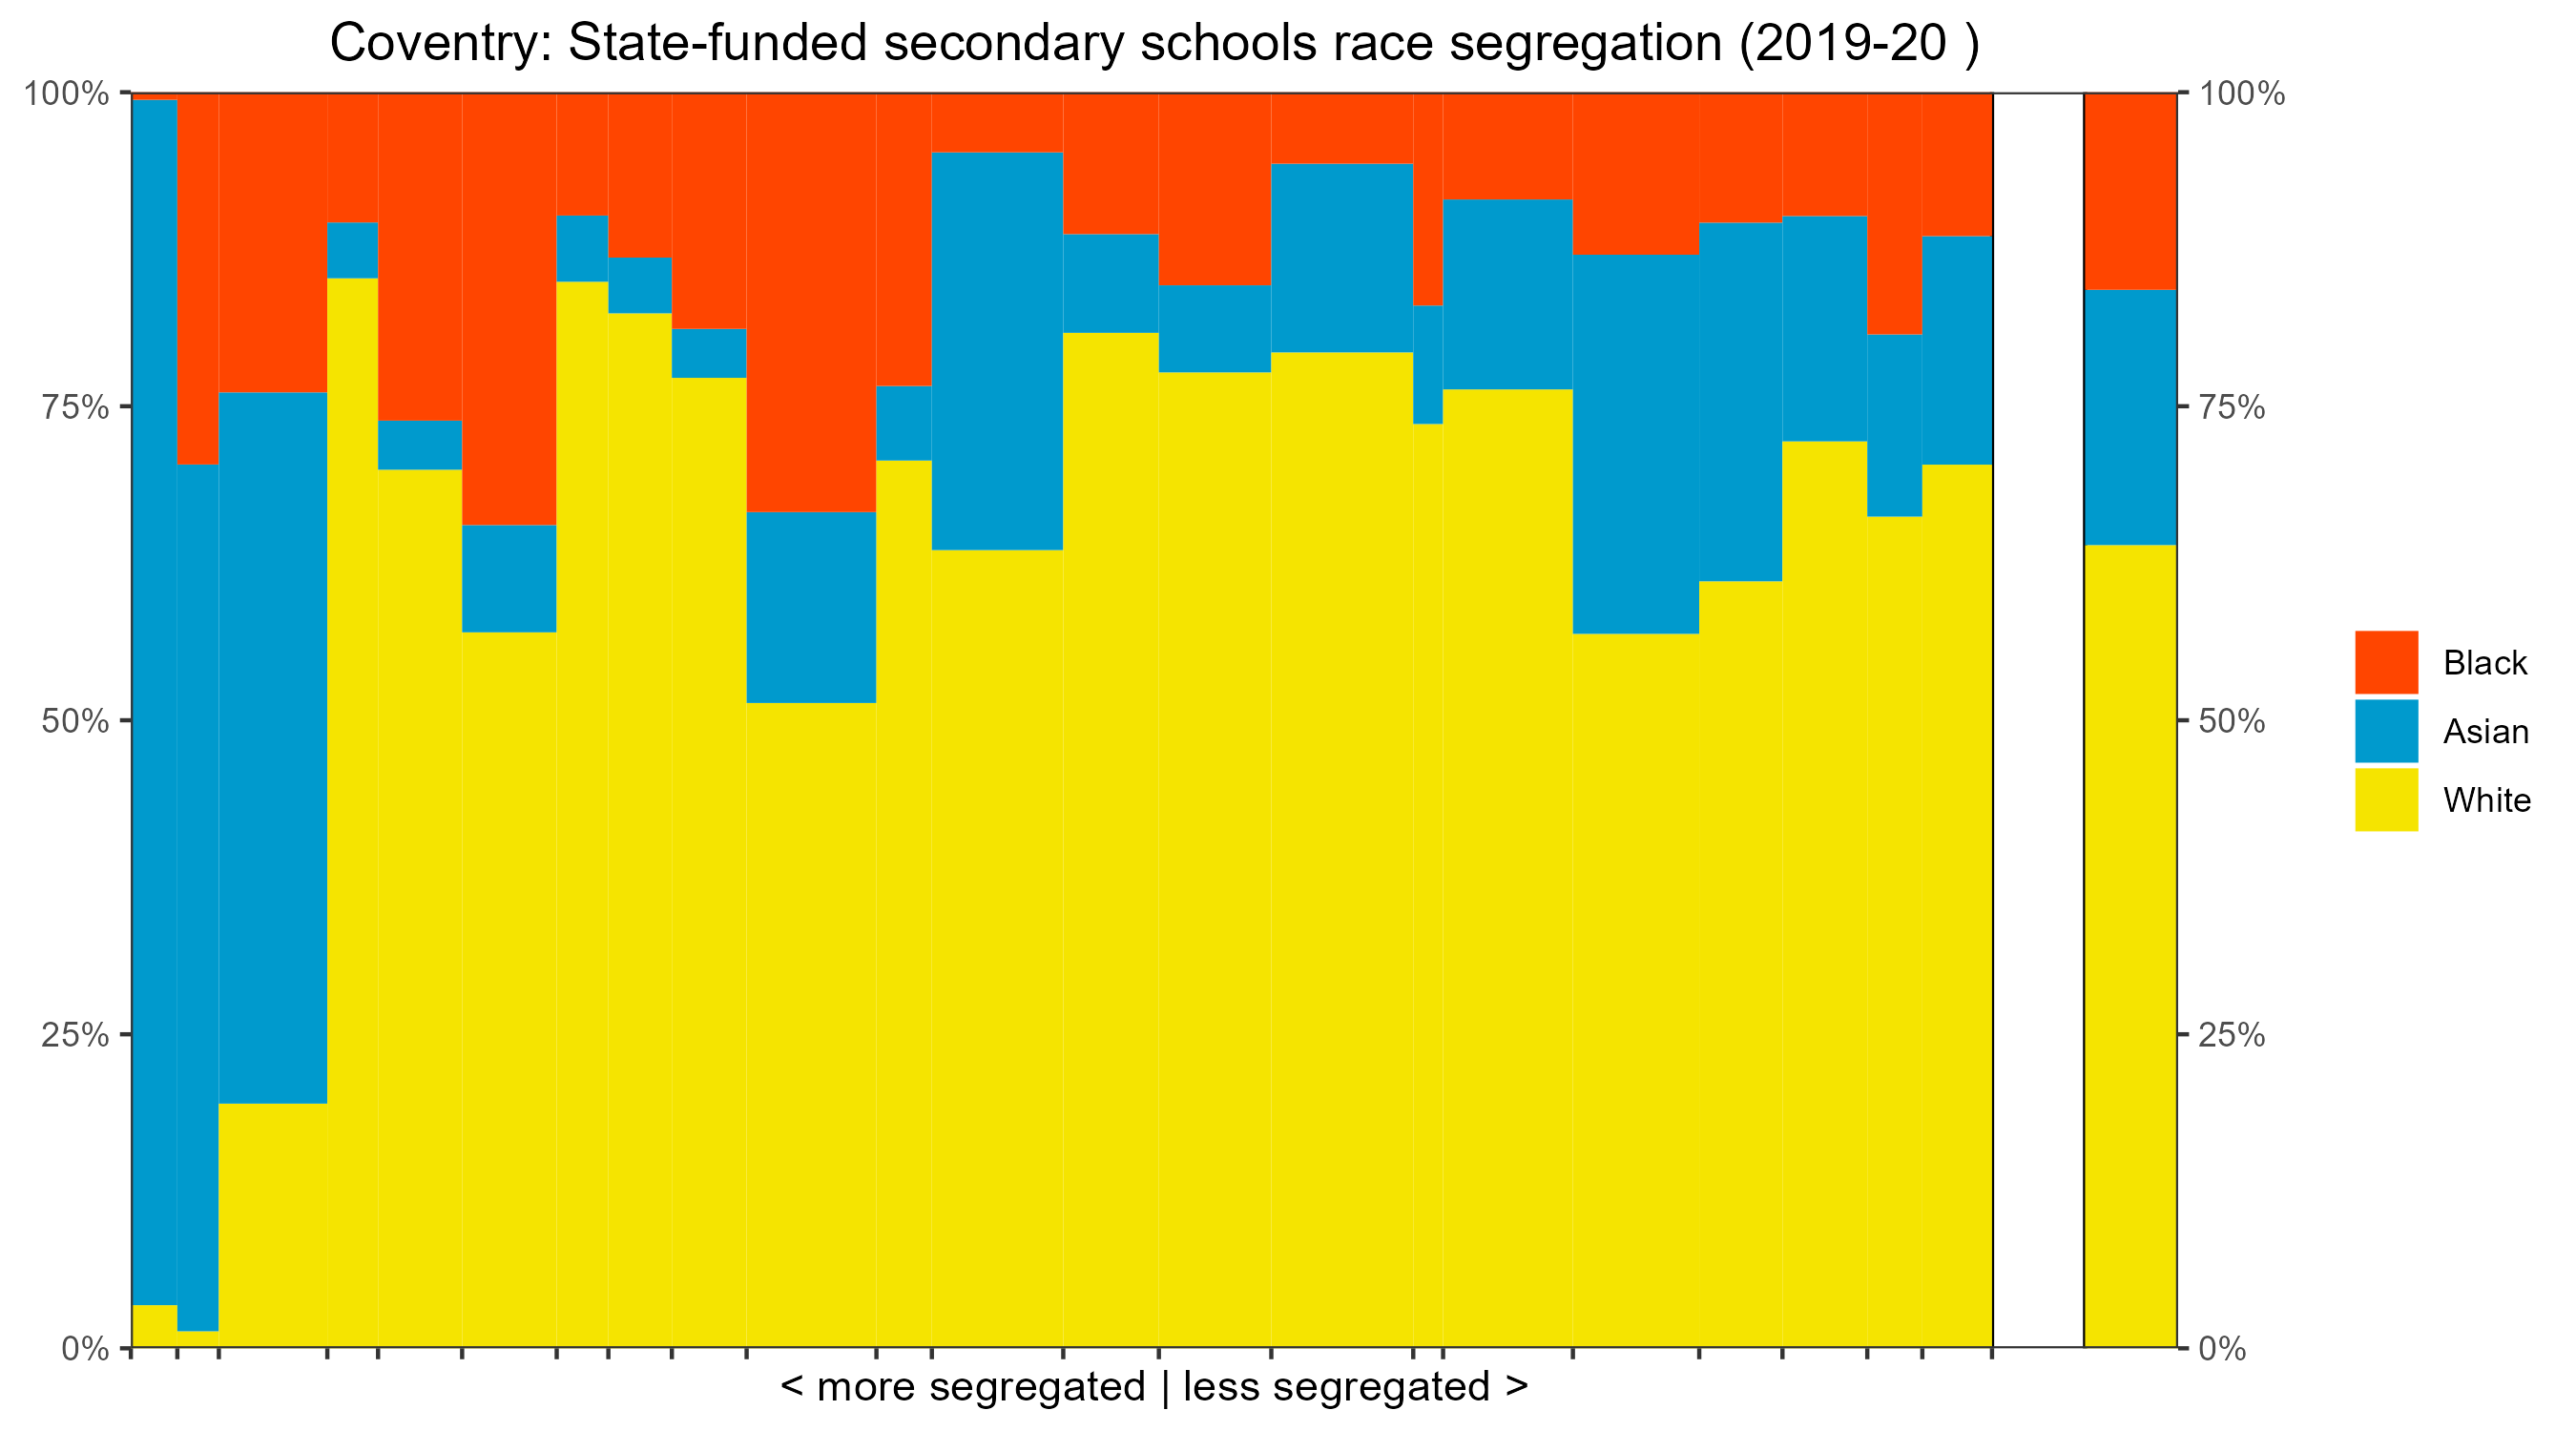 Coventry: State-funded secondary schools race segregation (2019-20 )
100%
75%
50%
25%
0%
100%
75%
50%
25%
0%
Black
Asian
White
< more segregated | less segregated >